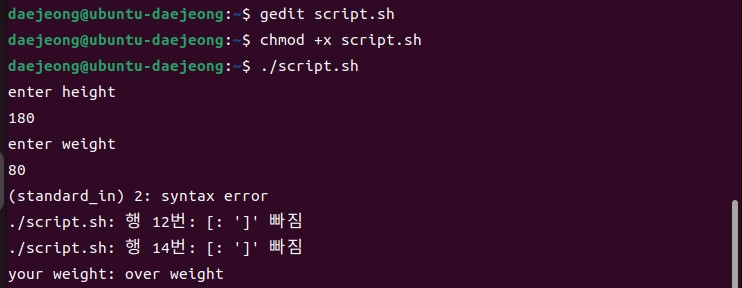 daejeong@ubuntu-daejeong:~$ gedit script.sh
daejeong@ubuntu-daejeong:~$ chmod +x script.sh
daejeong@ubuntu-daejeong:~$ ./script.sh
enter height
180
enter weight
80
(standard_in) 2: syntax error
./script.sh: 행 12번: [: ']' 빠짐
./script.sh: 행 14번: [: ']' 빠짐
your weight: over weight